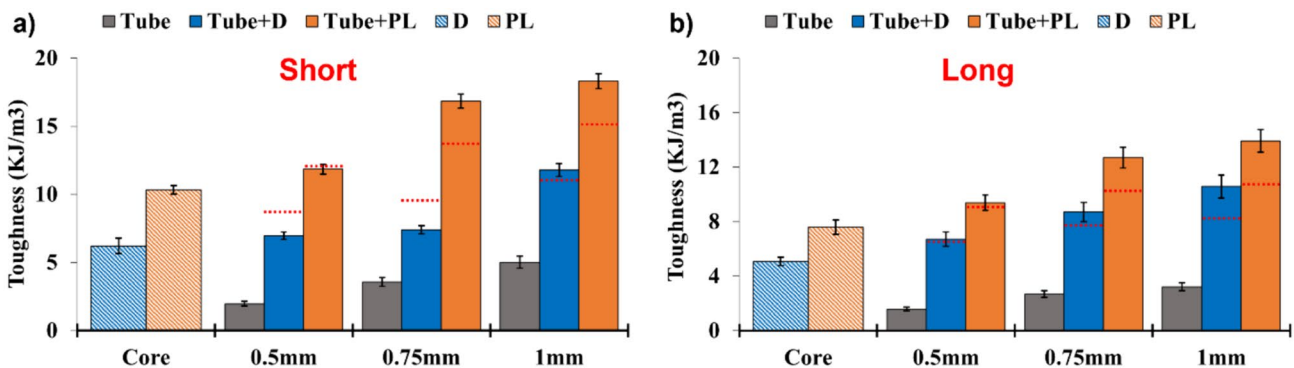 a)
Tube Tube+D Tube+PL D PL
Short
Toughness (KJ/m3)
20
15
10
5
0
Core 0.5mm 0.75mm 1mm
b)
Tube Tube+D Tube+PL D PL
Long
Toughness (KJ/m3)
20
16
12
8
4
0
Core 0.5mm 0.75mm 1mm